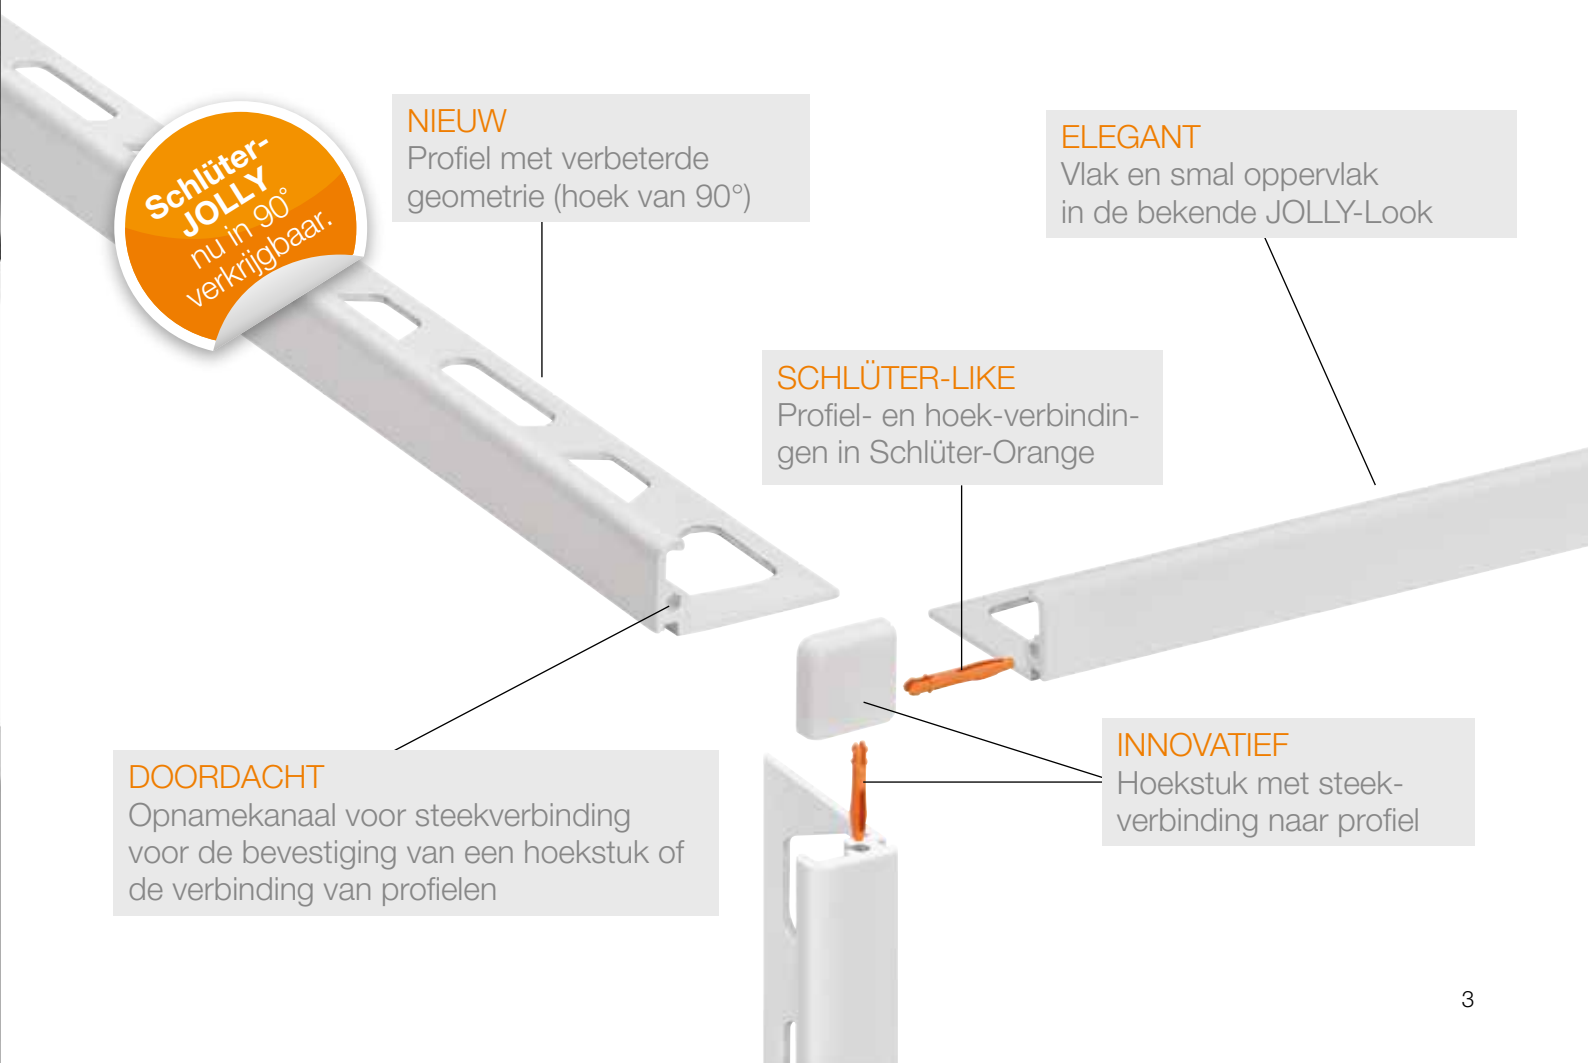 Schlüter-
JOLLY
nu in 90°
verkrijgbaar.
NIEUW
Profiel met verbeterde
geometrie (hoek van 90°)
ELEGANT
Vlak en smal oppervlak
in de bekende JOLLY-Look
SCHLÜTER-LIKE
Profiel- en hoek-verbindin-
gen in Schlüter-Orange
DOORDACHT
Opnamekanaal voor steekverbinding
voor de bevestiging van een hoekstuk of
de verbinding van profielen
INNOVATIEF
Hoekstuk met steek-
verbinding naar profiel
3